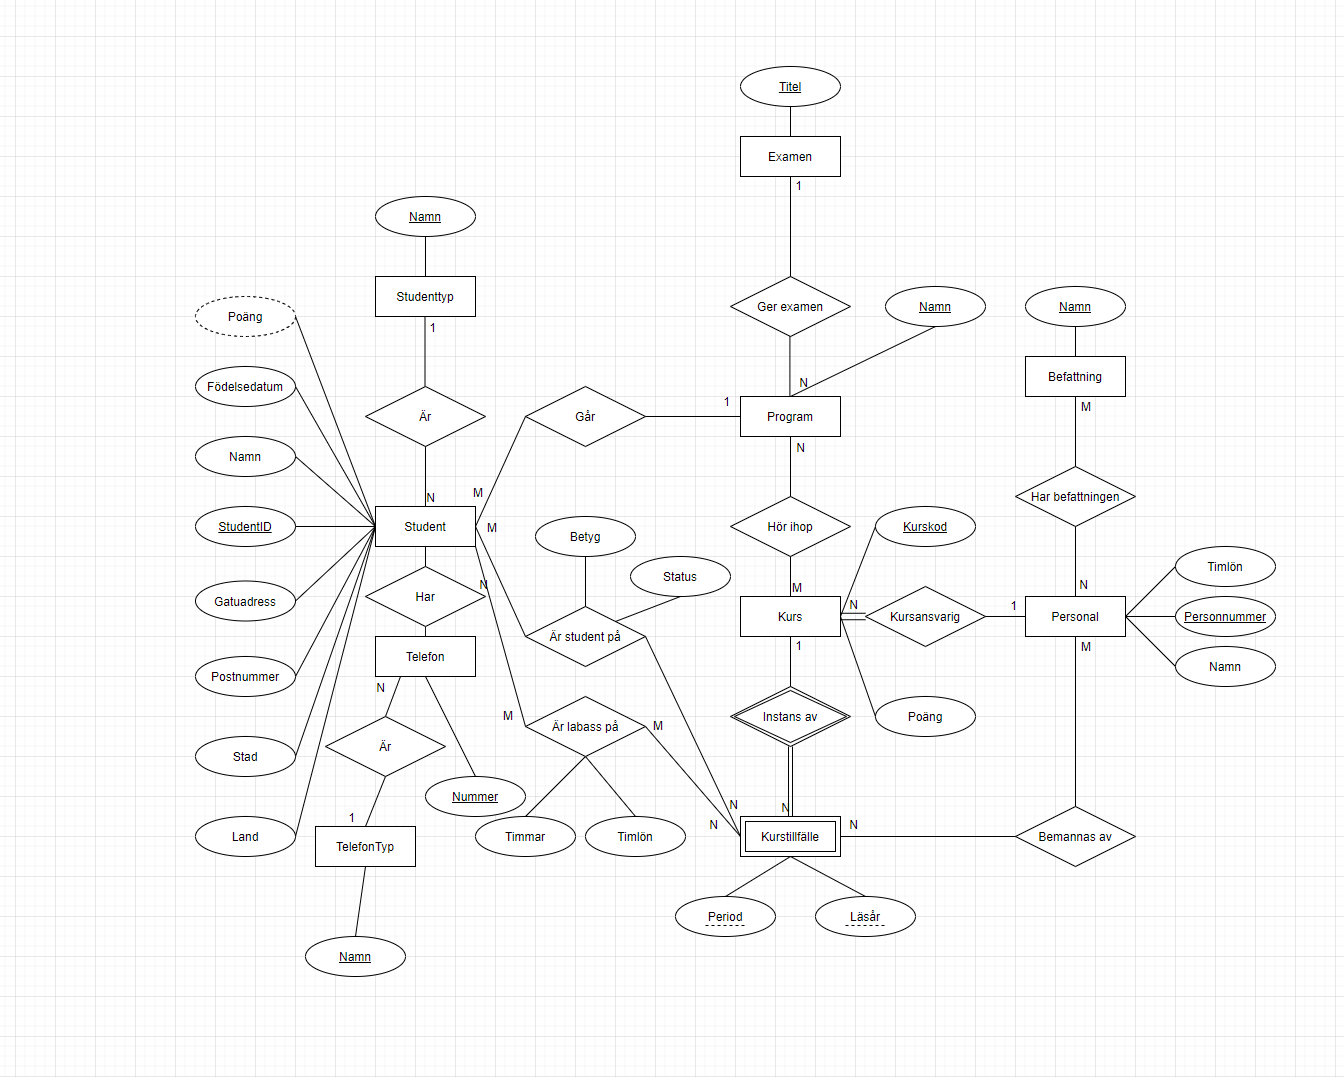 Titel
Examen
1
Namn
Studenttyp
1
Poäng
Ger examen
Namn
Namn
Födelsedatum
Befattning
N
1
M
Är
Går
Program
N
Namn
M
N
Har befattningen
StudentID
Student
M
Hör ihop
Kurskod
Betyg
Status
Timlön
N
M
N
Gatuadress
Har
N
1
Kurs
Kursansvarig
Personal
Personnummer
Är student på
1
M
Telefon
Namn
Postnummer
N
M
M
Instans av
Poäng
Är labass på
Är
Stad
Nummer
N
N
1
N
N
Land
Timmar
Timlön
Kurstillfälle
Bemannas av
TelefonTyp
Period
Läsår
Namn